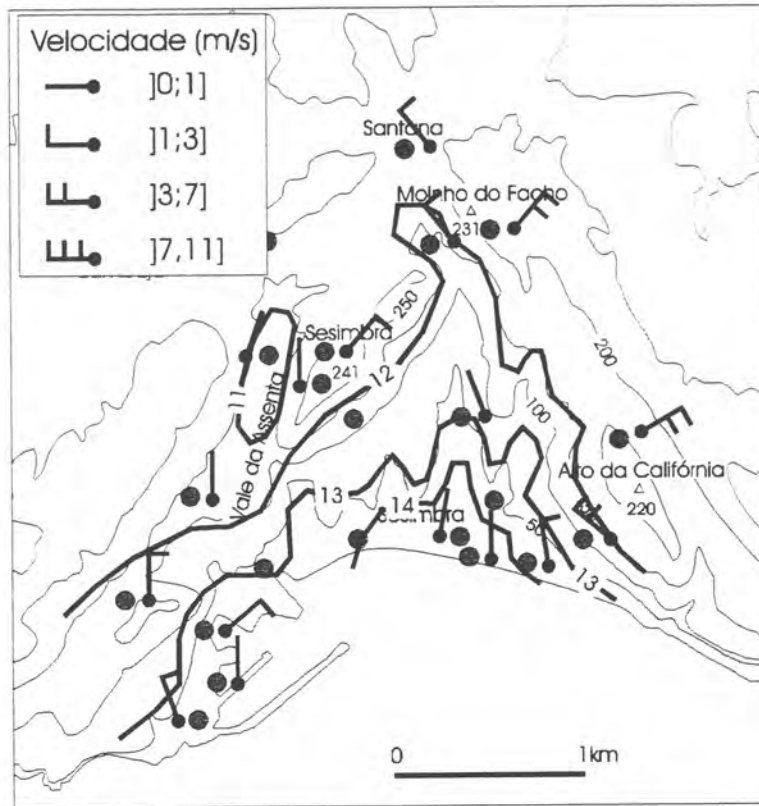 Velocidade (m/s)
]0;1]
]1;3]
]3;7]
]7,11]
Santana
Moinho do Facho
231
250
Sesimbra
241
12
11
200
Vale da Assenta
100
Alto da Califórnia
220
13
14
Sesimbra
50
13
0 1km